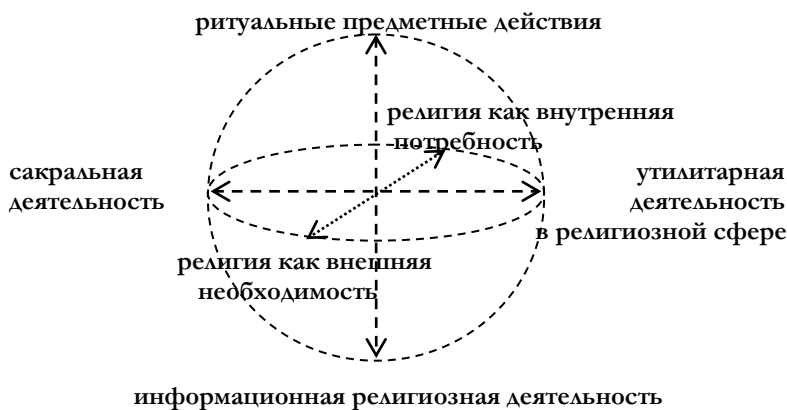 ритуальные предметные действия
религия как внутренняя
потребность
сакральная
деятельность
утилитарная
деятельность
в религиозной сфере
религия как внешняя
необходимость
информационная религиозная деятельность